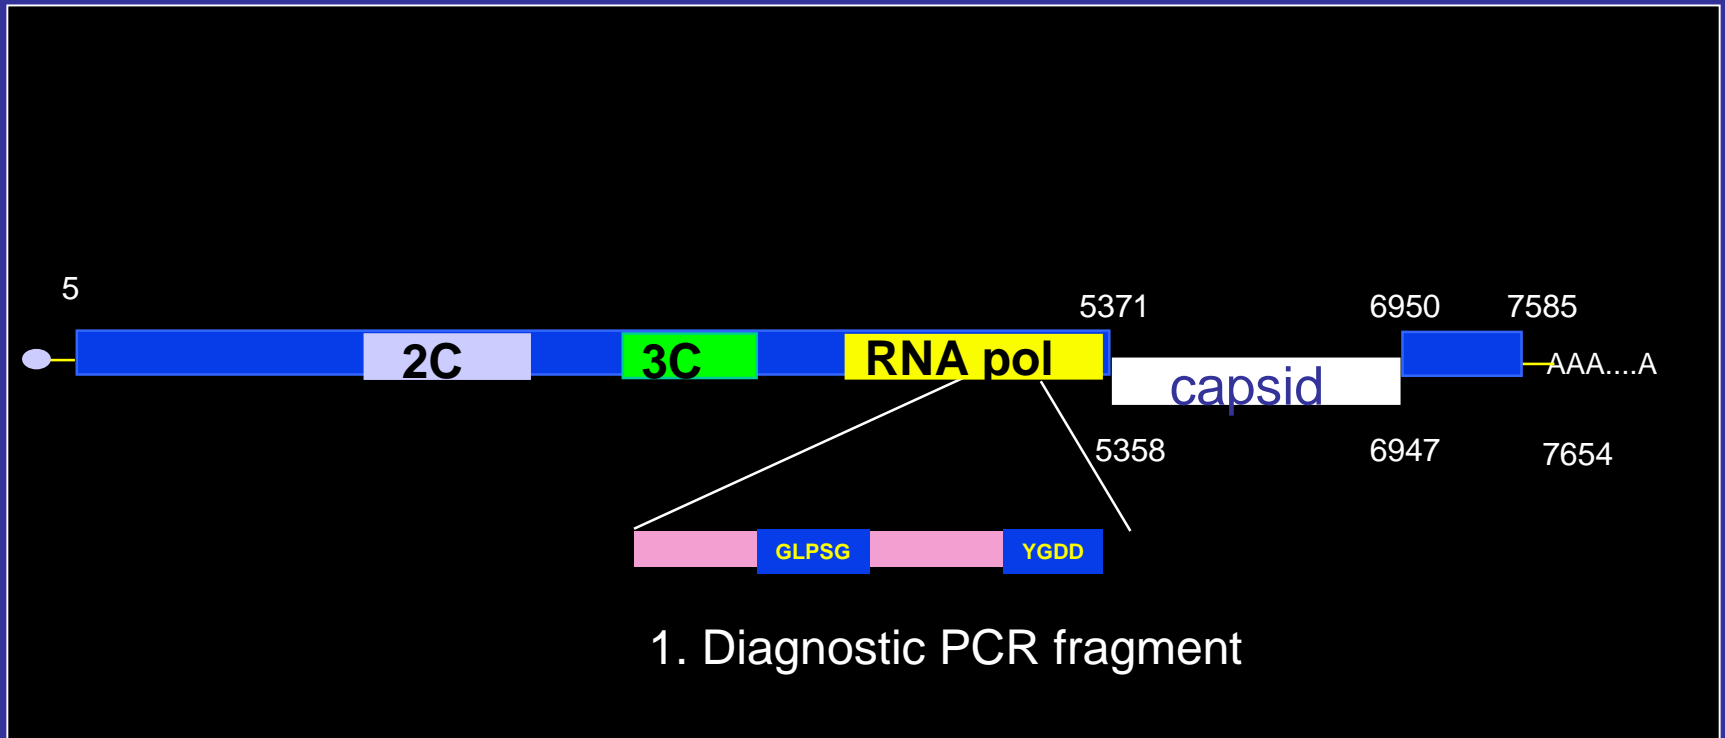 5
5371 6950 7585
2C 3C RNA pol capsid AAA....A
5358 6947 7654
GLPSG YGDD
1. Diagnostic PCR fragment